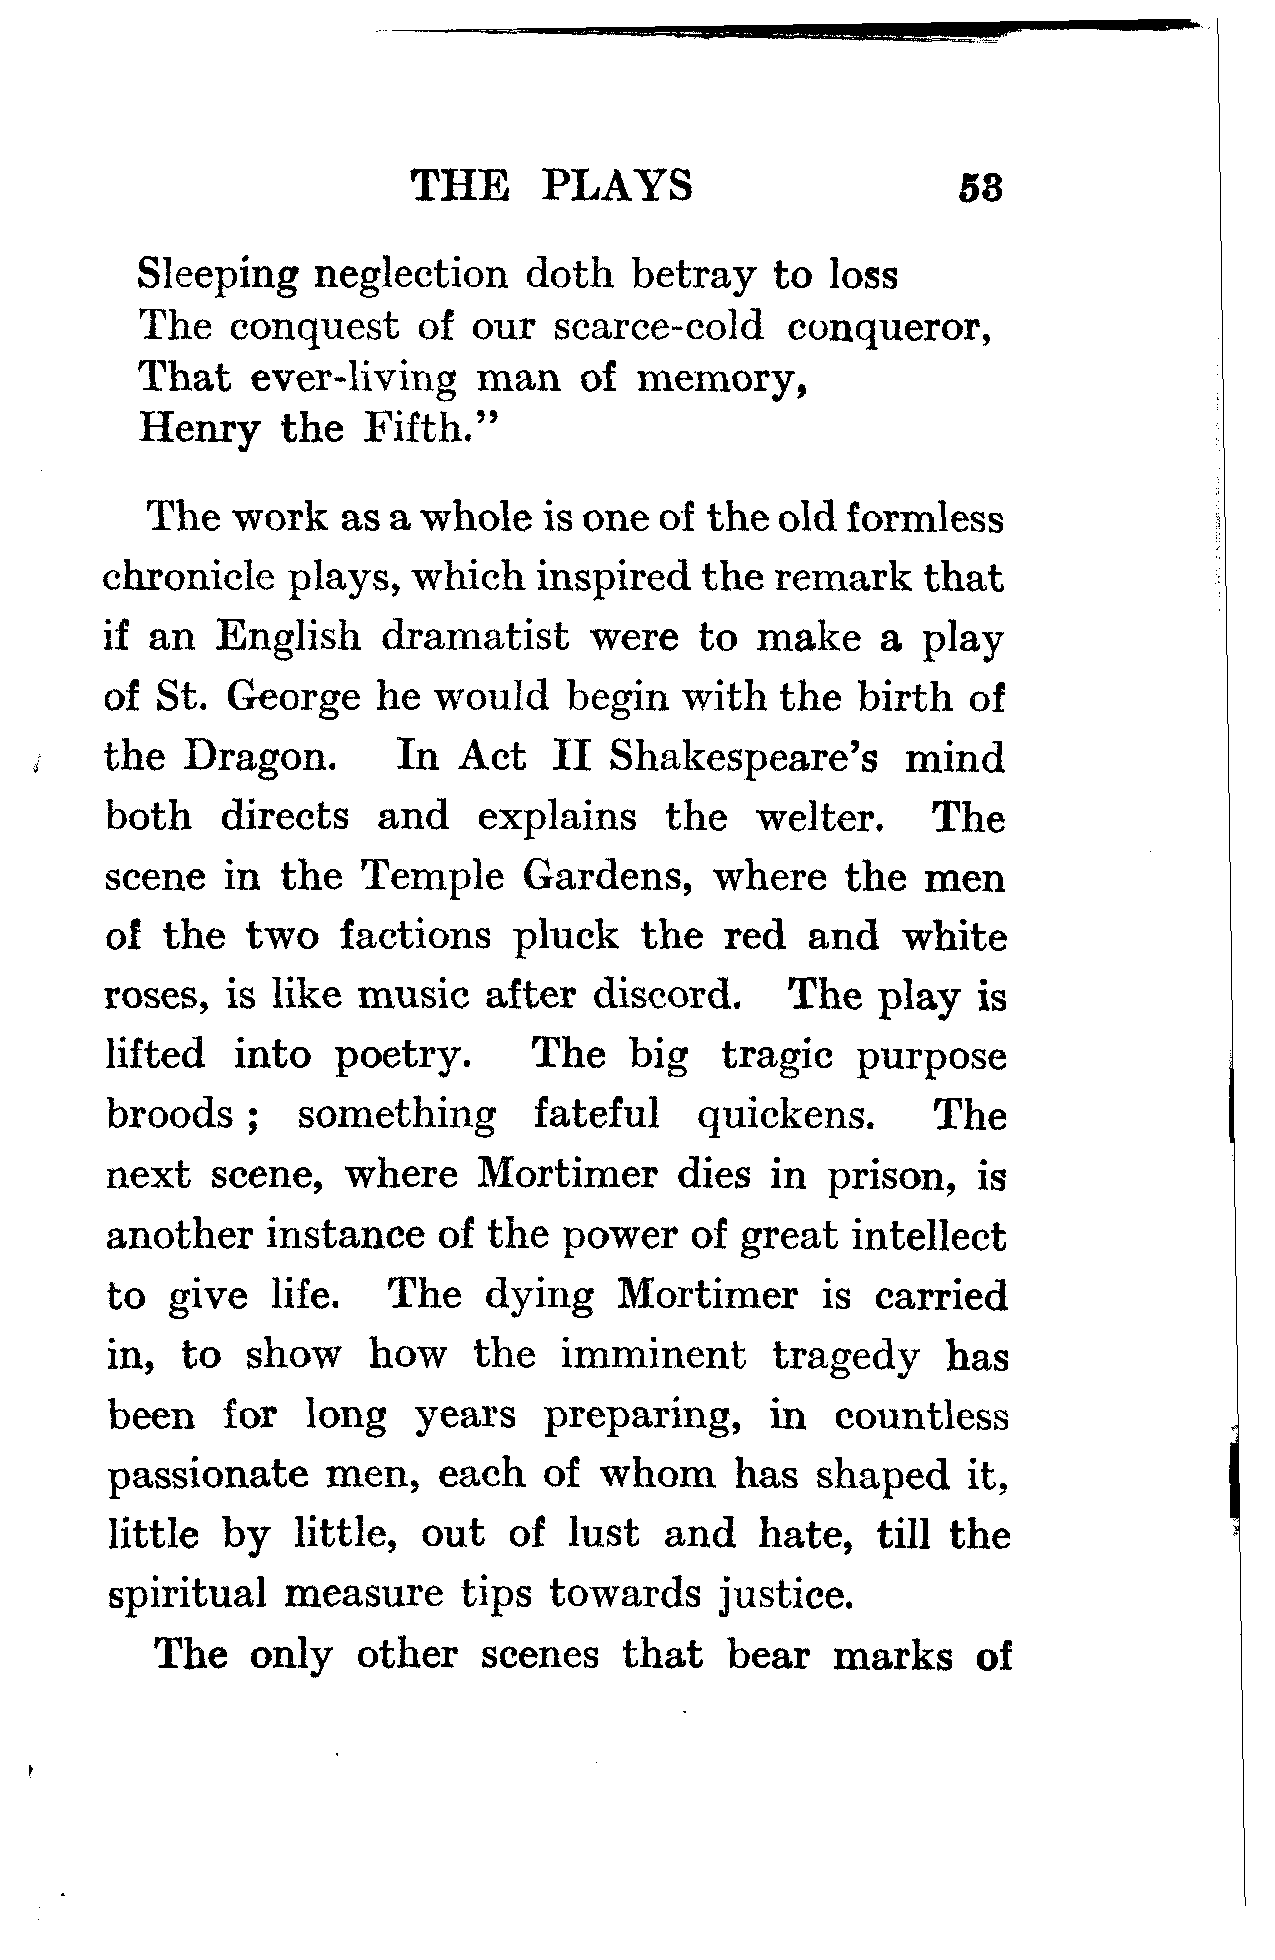 THE PLAYS 53
Sleeping neglection doth betray to loss
The conquest of our scarce-cold conqueror,
That ever-living man of memory,
Henry the Fifth."
The work as a whole is one of the old formless
chronicle plays, which inspired the remark that
if an English dramatist were to make a play
of St. George he would begin with the birth of
the Dragon. In Act II Shakespeare's mind
both directs and explains the welter. The
scene in the Temple Gardens, where the men
of the two factions pluck the red and white
roses, is like music after discord. The play is
lifted into poetry. The big tragic purpose
broods ; something fateful quickens. The
next scene, where Mortimer dies in prison, is
another instance of the power of great intellect
to give life. The dying Mortimer is carried
in, to show how the imminent tragedy has
been for long years preparing, in countless
passionate men, each of whom has shaped it,
little by little, out of lust and hate, till the
spiritual measure tips towards justice.
The only other scenes that bear marks of